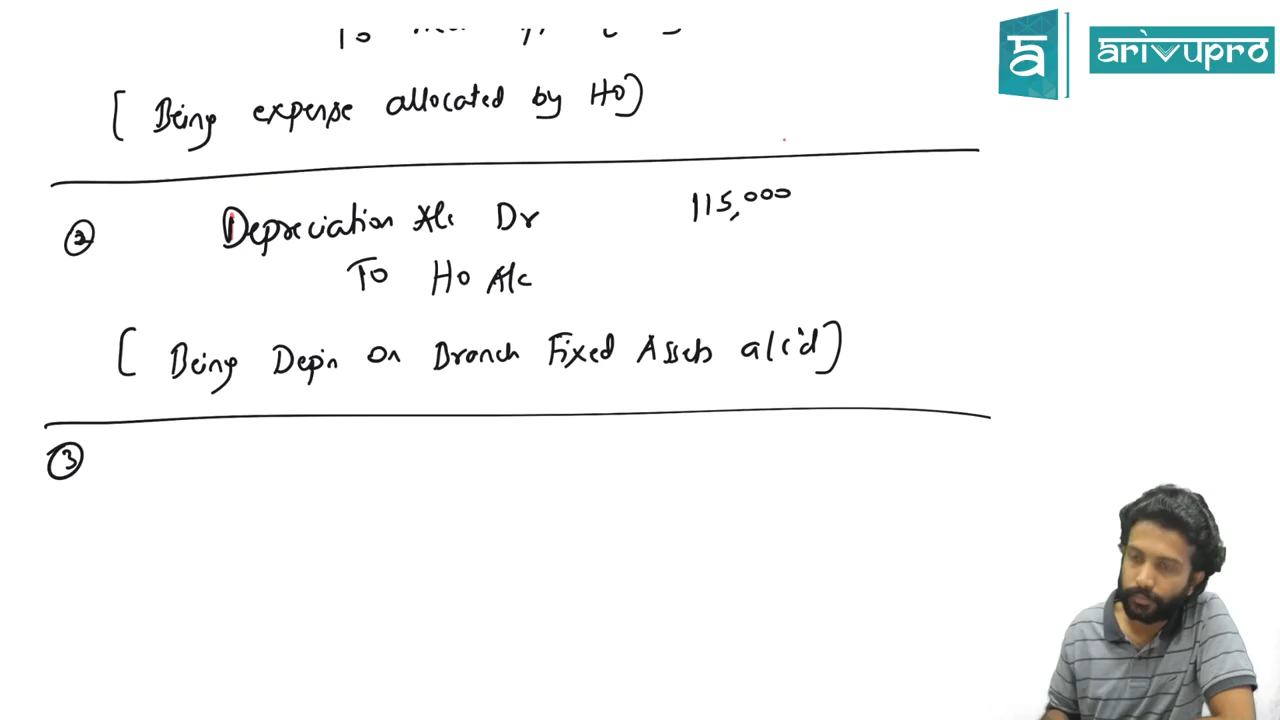 arivupro
To
[ Being expense allocated by HO]
② Depreciation A/c Dr 115,000
To Ho A/c
[ Being Depn on Branch Fixed Assets a/c'd]
③